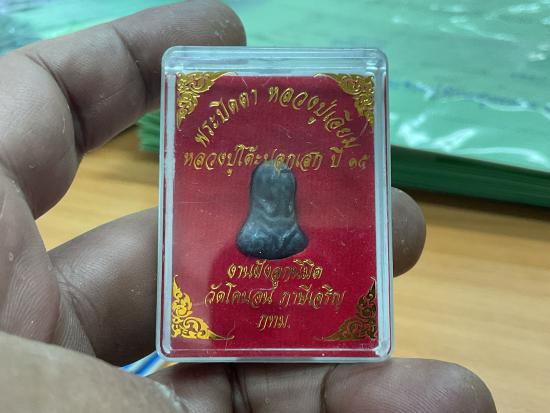 พระปิดตา หลวงปู่เอี่ยม
หลวงปู่โต๊ะปลุกเสก ปี ๑๕
งานฝังลูกนิมิต
วัดโคนอน ภาษีเจริญ
กทม.